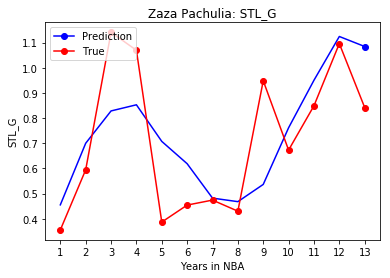 Zaza Pachulia: STL_G
Prediction
True
1.1
1.0
0.9
0.8
0.7
0.6
0.5
0.4
STL_G
1 2 3 4 5 6 7 8 9 10 11 12 13
Years in NBA